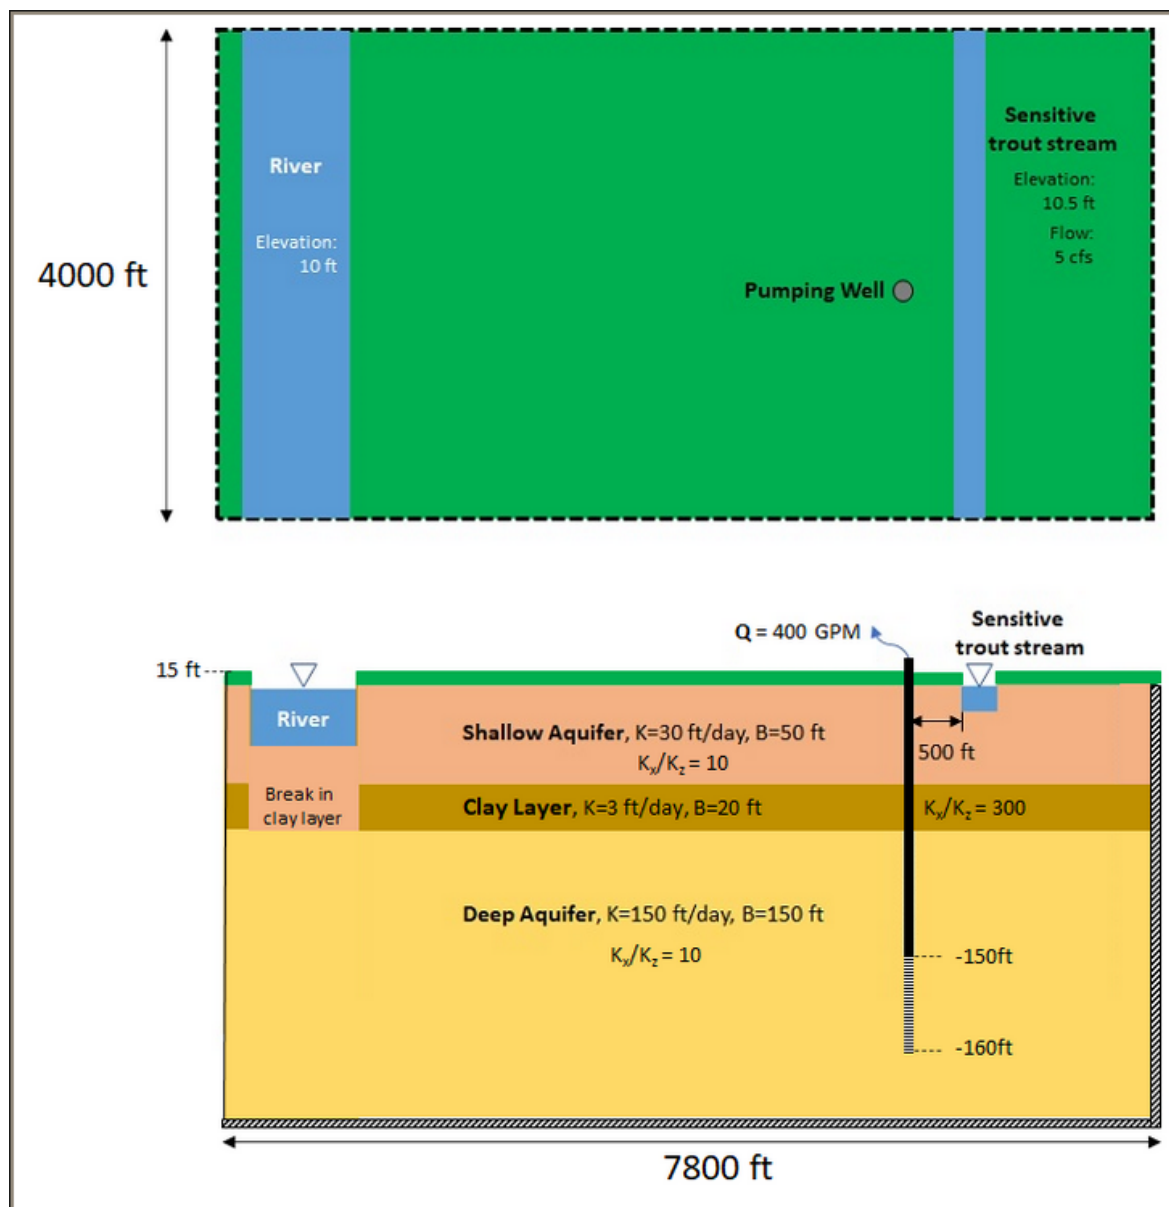 Sensitive
trout stream
River
Elevation:
10.5 ft
Elevation:
10 ft
Flow:
5 cfs
4000 ft
Pumping Well
Q = 400 GPM
Sensitive
trout stream
15 ft
River
Shallow Aquifer, K=30 ft/day, B=50 ft
Kx/Kz = 10
500 ft
Break in
clay layer
Clay Layer, K=3 ft/day, B=20 ft
Kx/Kz = 300
Deep Aquifer, K=150 ft/day, B=150 ft
Kx/Kz = 10
-150ft
-160ft
7800 ft